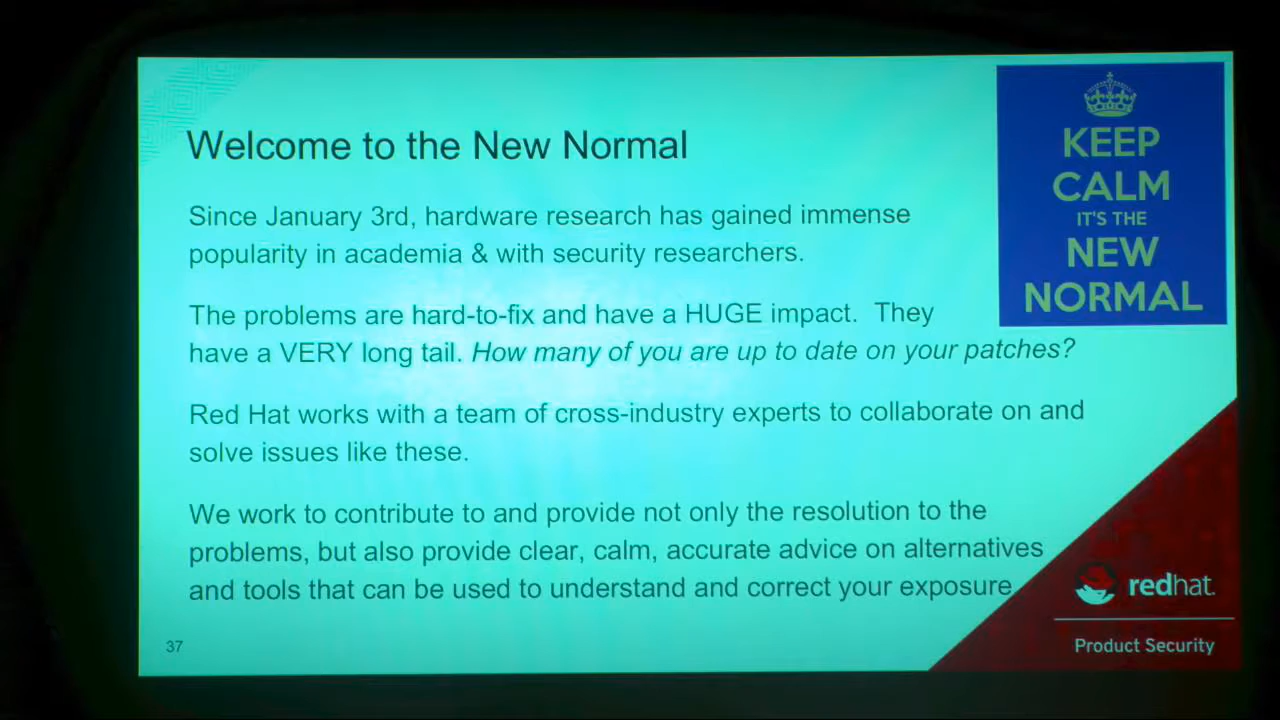 Welcome to the New Normal
Since January 3rd, hardware research has gained immense
popularity in academia & with security researchers.
The problems are hard-to-fix and have a HUGE impact. They
have a VERY long tail. How many of you are up to date on your patches?
Red Hat works with a team of cross-industry experts to collaborate on and
solve issues like these.
We work to contribute to and provide not only the resolution to the
problems, but also provide clear, calm, accurate advice on alternatives
and tools that can be used to understand and correct your exposure
37
KEEP
CALM
IT'S THE
NEW
NORMAL
redhat.
Product Security